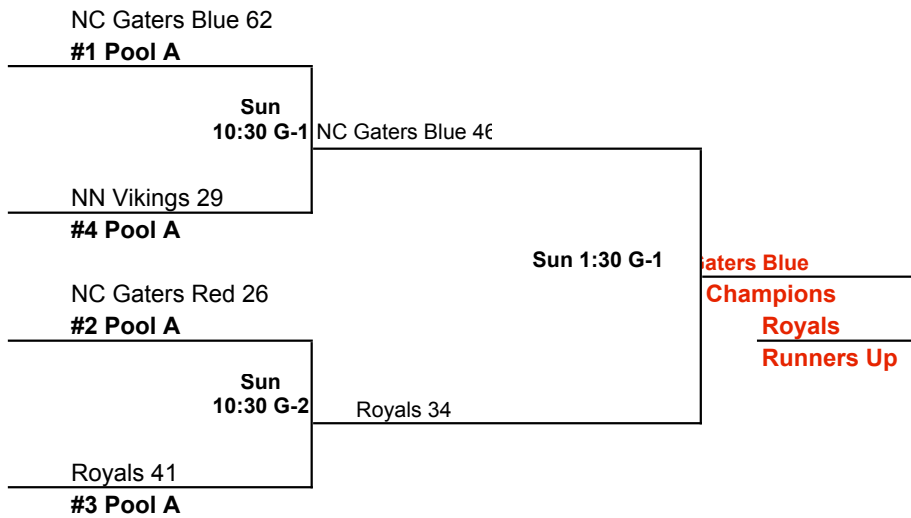 NC Gaters Blue 62
#1 Pool A
Sun
10:30 G-1
NC Gaters Blue 46
NN Vikings 29
#4 Pool A
Sun 1:30 G-1
aters Blue
Champions
NC Gaters Red 26
#2 Pool A
Royals
Runners Up
Sun
10:30 G-2
Royals 34
Royals 41
#3 Pool A